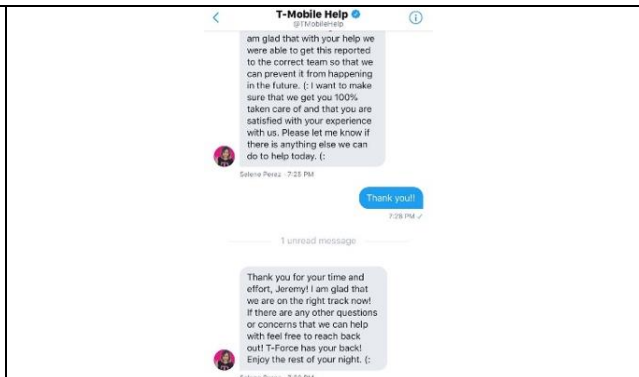 T-Mobile Help
@TMobileHelp
am glad that with your help we
were able to get this reported
to the correct team so that we
can prevent it from happening
in the future. (: I want to make
sure that we get you 100%
taken care of and that you are
satisfied with your experience
with us. Please let me know if
there is anything else we can
do to help today. (:
Selene Perez · 7:25 PM
Thank you!!
7:28 PM ✓
1 unread message
Thank you for your time and
effort, Jeremy! I am glad that
we are on the right track now!
If there are any other questions
or concerns that we can help
with feel free to reach back
out! T-Force has your back!
Enjoy the rest of your night. (:
Selene Perez